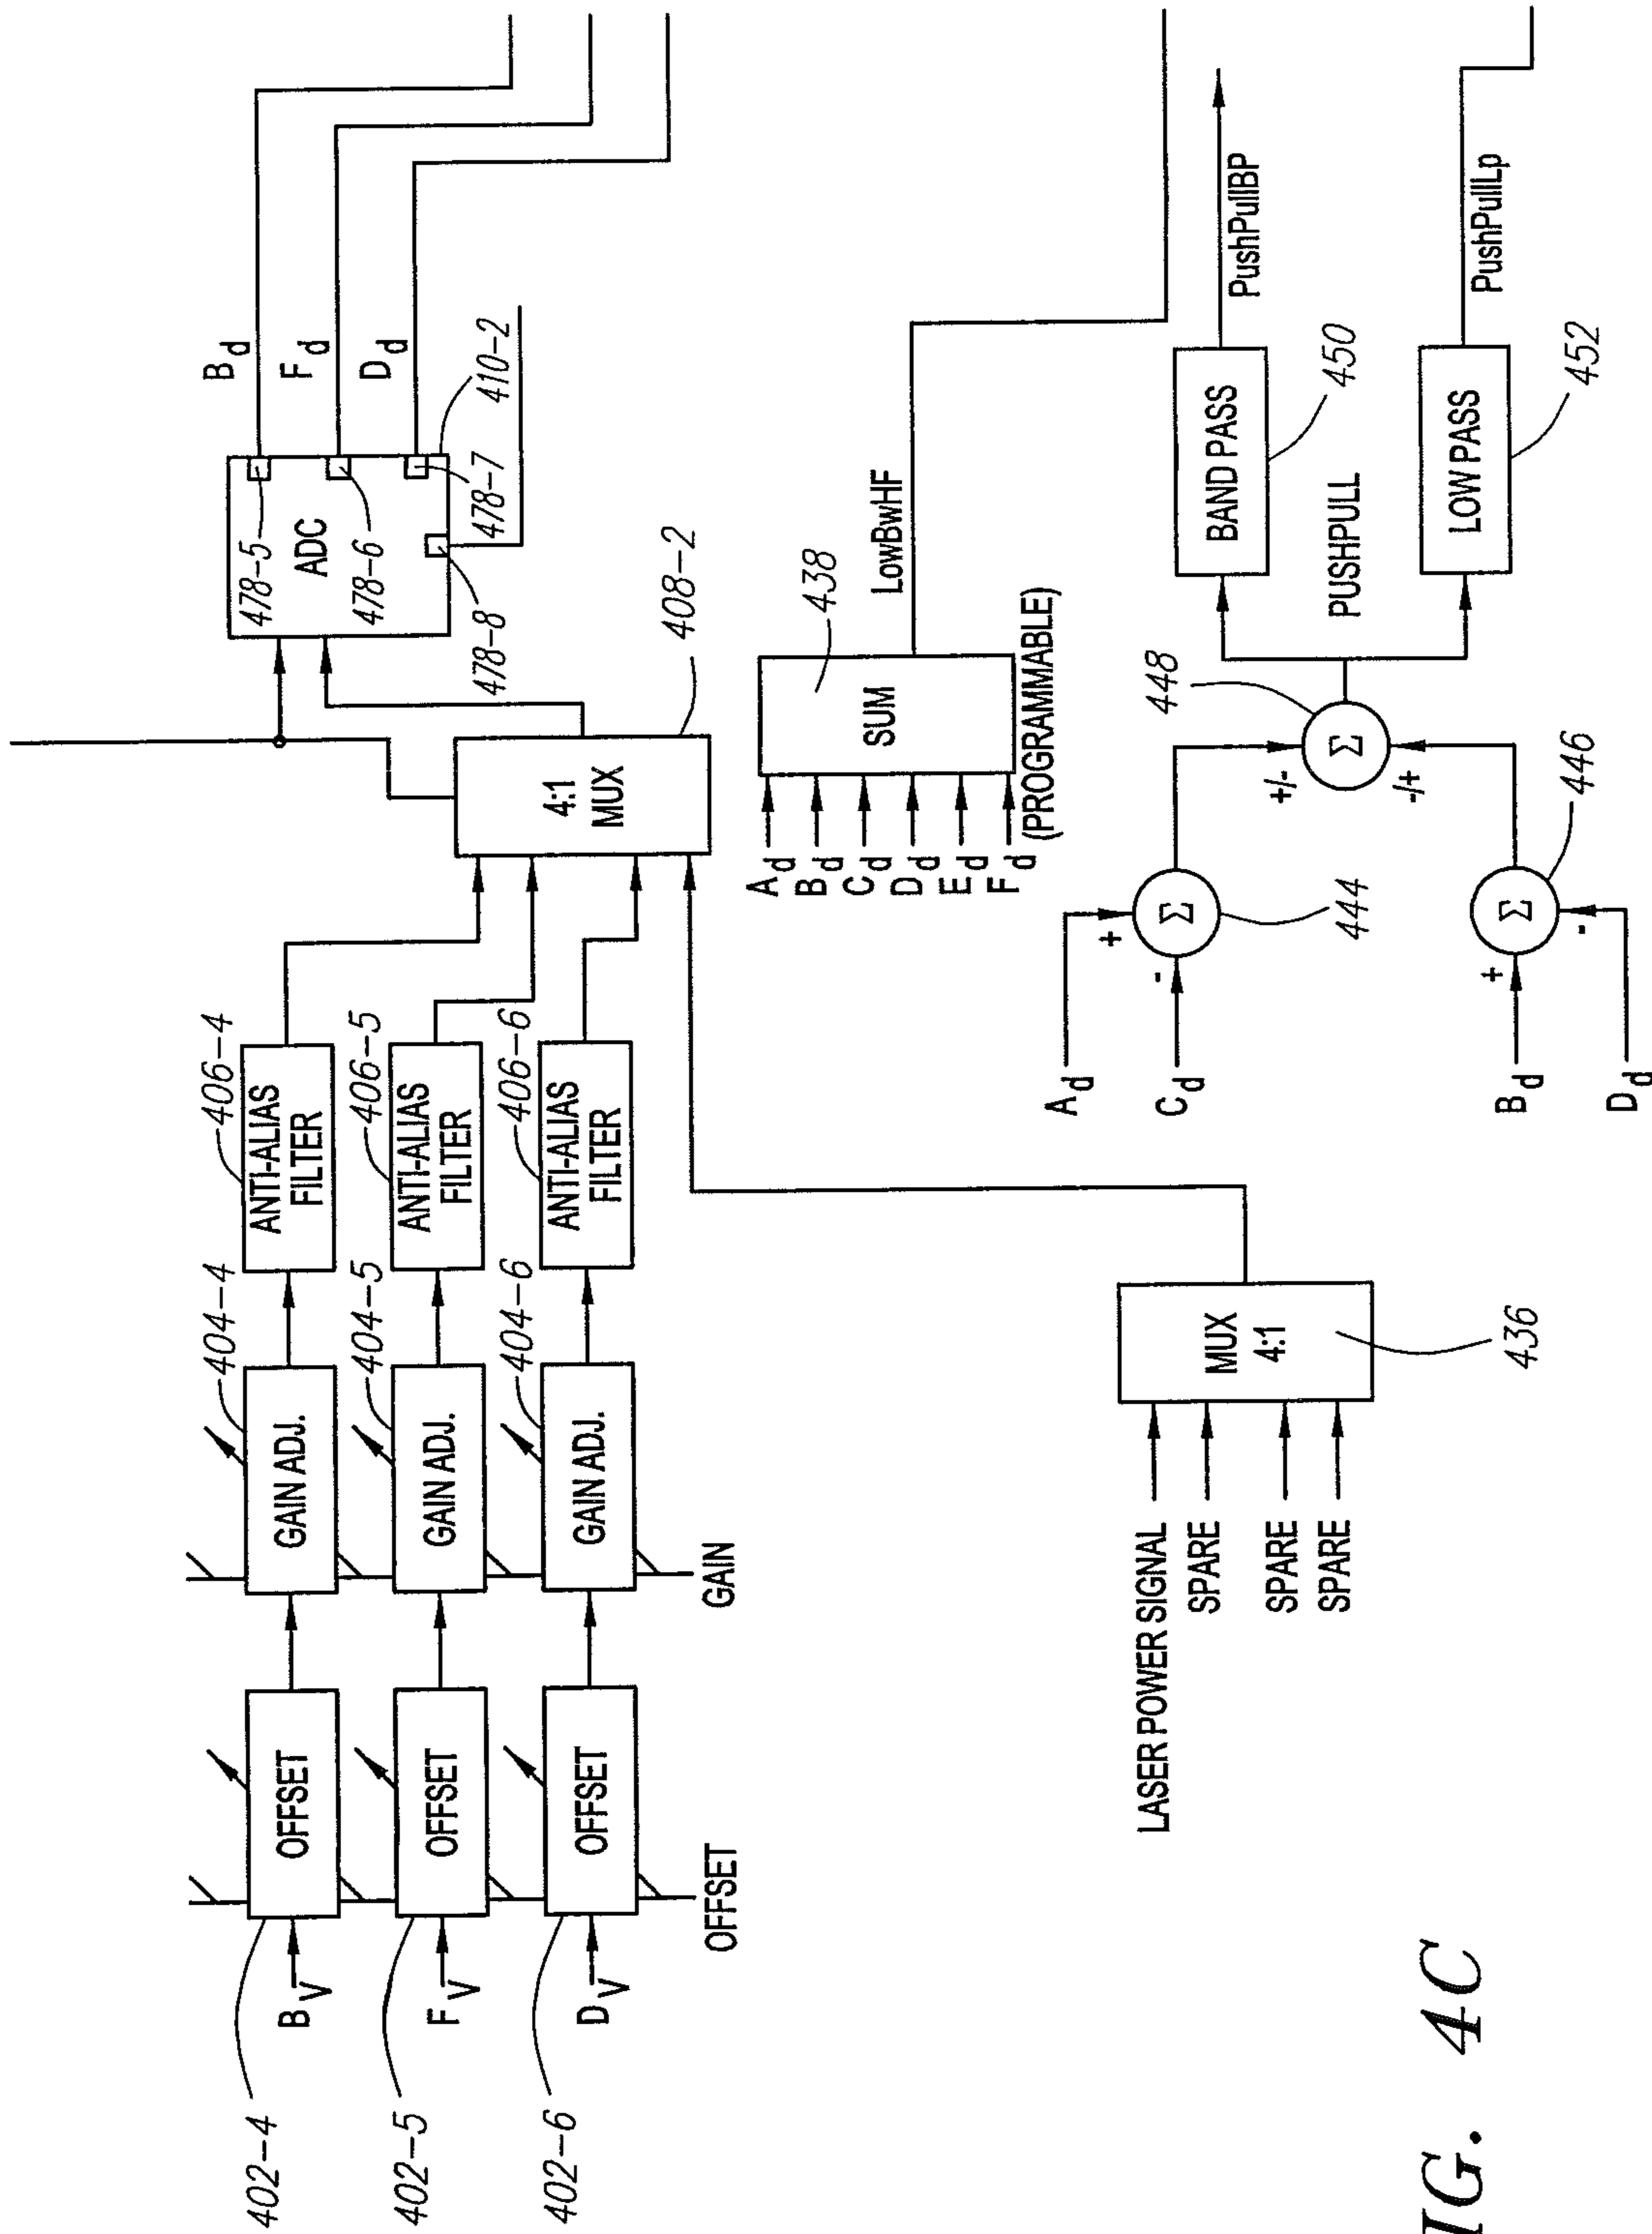 402-4
402-5
402-6
B_V
F_V
D_V
OFFSET
OFFSET
OFFSET
OFFSET
404-4
404-5
404-6
GAIN ADJ.
GAIN ADJ.
GAIN ADJ.
GAIN
406-4
406-5
406-6
ANTI-ALIAS
FILTER
ANTI-ALIAS
FILTER
ANTI-ALIAS
FILTER
4:1
MUX
408-2
478-5
ADC
478-6
478-8
478-7
410-2
B_d
F_d
D_d
LASER POWER SIGNAL
SPARE
SPARE
SPARE
MUX
4:1
436
A_d
B_d
C_d
D_d
E_d
F_d
(PROGRAMMABLE)
SUM
438
LowBwHF
A_d
C_d
+
-
Σ
444
B_d
D_d
+
-
Σ
446
+/-
-/+
Σ
448
PUSHPULL
BAND PASS
450
PushPullBP
LOW PASS
452
PushPullLp
IG. 4C